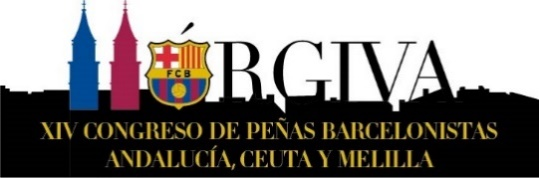 ÓRGIVA
FCB
XIV CONGRESO DE PEÑAS BARCELONISTAS
ANDALUCÍA, CEUTA Y MELILLA